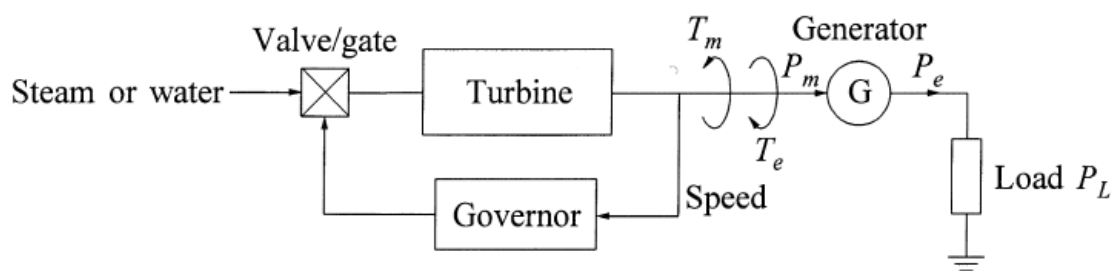 Valve/gate
Steam or water
Turbine
Governor
Speed
T_m
T_e
P_m
Generator
G
P_e
Load P_L